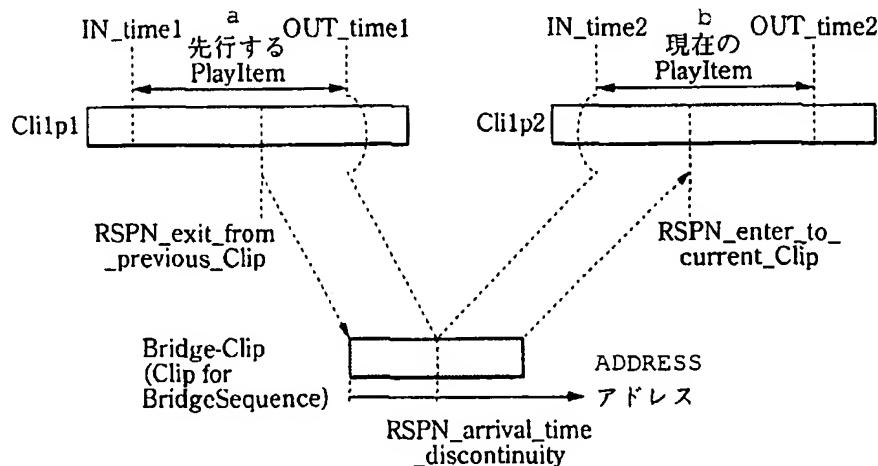 a
IN_time1 OUT_time1
先行する
PlayItem
b
IN_time2 OUT_time2
現在の
PlayItem
Cli1p1
Cli1p2
RSPN_exit_from
_previous_Clip
RSPN_enter_to_
current_Clip
Bridge-Clip
(Clip for
BridgeSequence)
ADDRESS
アドレス
RSPN_arrival_time
_discontinuity